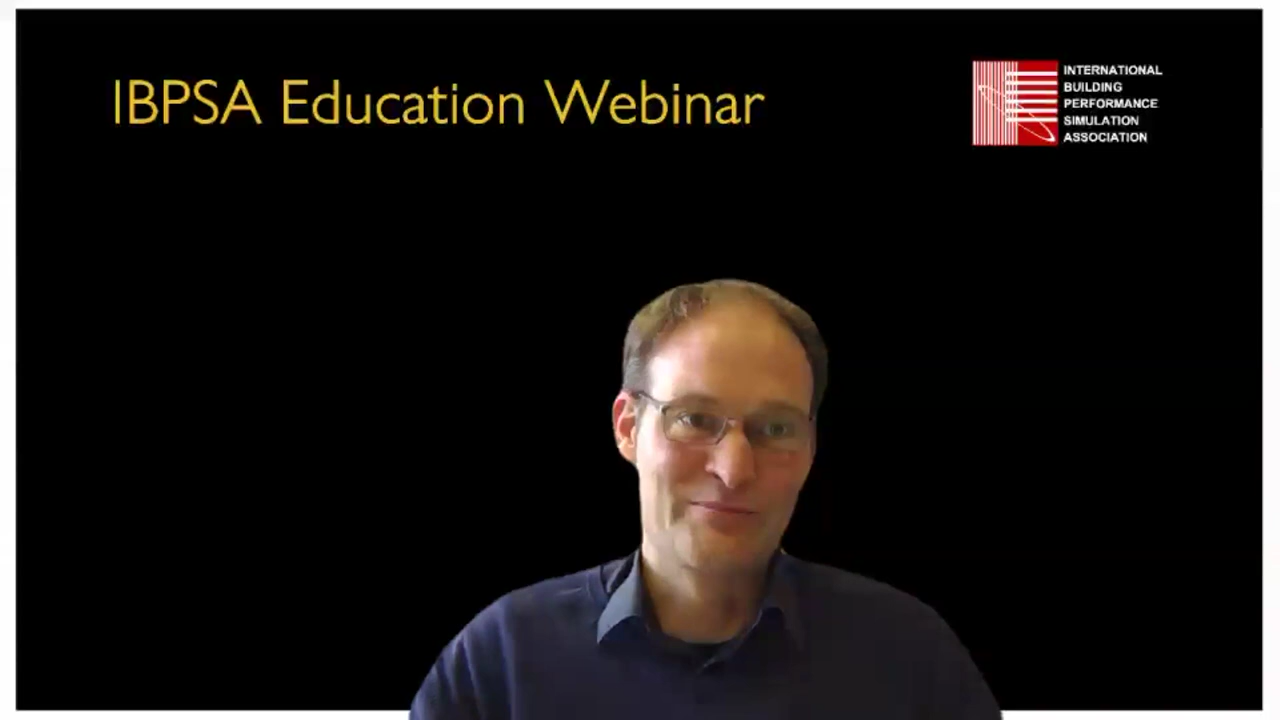 IBPSA Education Webinar
INTERNATIONAL
BUILDING
PERFORMANCE
SIMULATION
ASSOCIATION